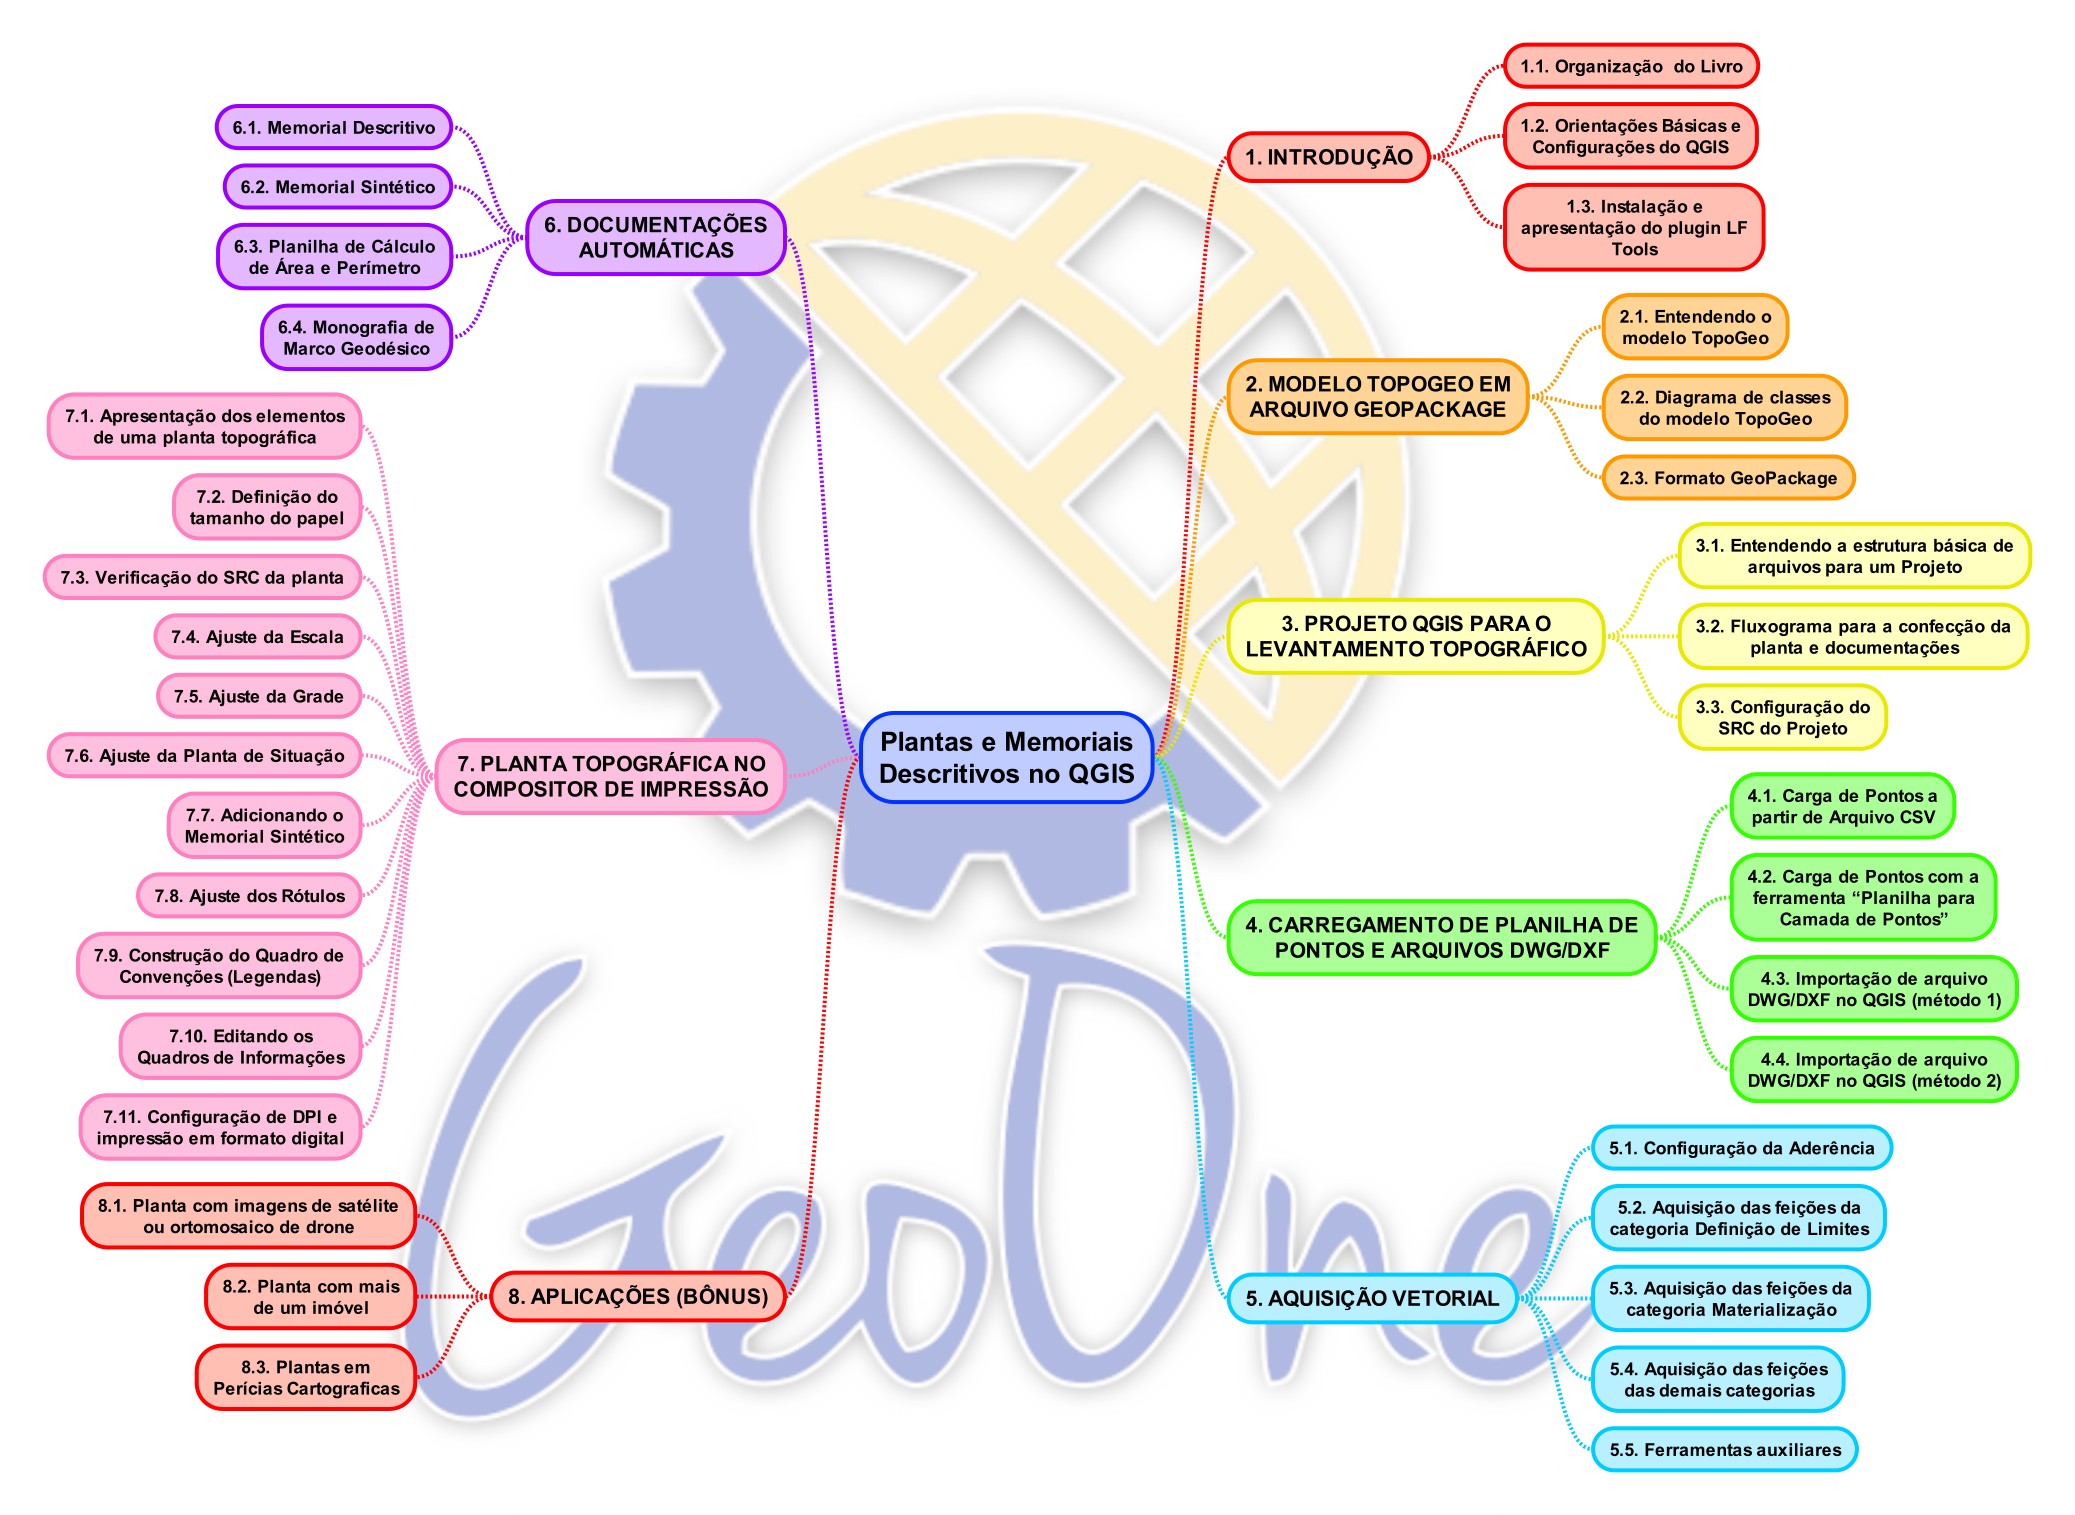 Plantas e Memoriais
Descritivos no QGIS
1. INTRODUÇÃO
1.1. Organização  do Livro
1.2. Orientações Básicas e
Configurações do QGIS
1.3. Instalação e
apresentação do plugin LF
Tools
2. MODELO TOPOGEO EM
ARQUIVO GEOPACKAGE
2.1. Entendendo o
modelo TopoGeo
2.2. Diagrama de classes
do modelo TopoGeo
2.3. Formato GeoPackage
3. PROJETO QGIS PARA O
LEVANTAMENTO TOPOGRÁFICO
3.1. Entendendo a estrutura básica de
arquivos para um Projeto
3.2. Fluxograma para a confecção da
planta e documentações
3.3. Configuração do
SRC do Projeto
4. CARREGAMENTO DE PLANILHA DE
PONTOS E ARQUIVOS DWG/DXF
4.1. Carga de Pontos a
partir de Arquivo CSV
4.2. Carga de Pontos com a
ferramenta “Planilha para
Camada de Pontos”
4.3. Importação de arquivo
DWG/DXF no QGIS (método 1)
4.4. Importação de arquivo
DWG/DXF no QGIS (método 2)
5. AQUISIÇÃO VETORIAL
5.1. Configuração da Aderência
5.2. Aquisição das feições da
categoria Definição de Limites
5.3. Aquisição das feições da
categoria Materialização
5.4. Aquisição das feições
das demais categorias
5.5. Ferramentas auxiliares
6. DOCUMENTAÇÕES
AUTOMÁTICAS
6.1. Memorial Descritivo
6.2. Memorial Sintético
6.3. Planilha de Cálculo
de Área e Perímetro
6.4. Monografia de
Marco Geodésico
7. PLANTA TOPOGRÁFICA NO
COMPOSITOR DE IMPRESSÃO
7.1. Apresentação dos elementos
de uma planta topográfica
7.2. Definição do
tamanho do papel
7.3. Verificação do SRC da planta
7.4. Ajuste da Escala
7.5. Ajuste da Grade
7.6. Ajuste da Planta de Situação
7.7. Adicionando o
Memorial Sintético
7.8. Ajuste dos Rótulos
7.9. Construção do Quadro de
Convenções (Legendas)
7.10. Editando os
Quadros de Informações
7.11. Configuração de DPI e
impressão em formato digital
8. APLICAÇÕES (BÔNUS)
8.1. Planta com imagens de satélite
ou ortomosaico de drone
8.2. Planta com mais
de um imóvel
8.3. Plantas em
Perícias Cartograficas
GeoOne